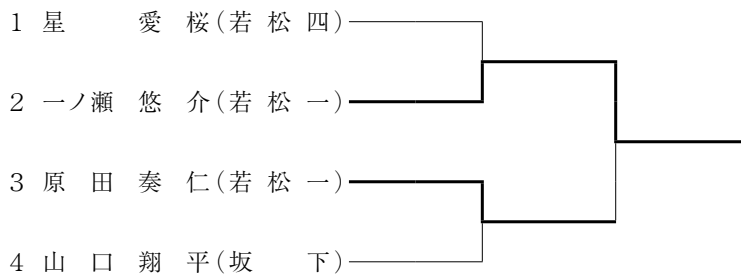 1 星 愛 桜(若 松 四)
2 一ノ瀬 悠 介(若 松 一)
3 原 田 奏 仁(若 松 一)
4 山 口 翔 平(坂 下)